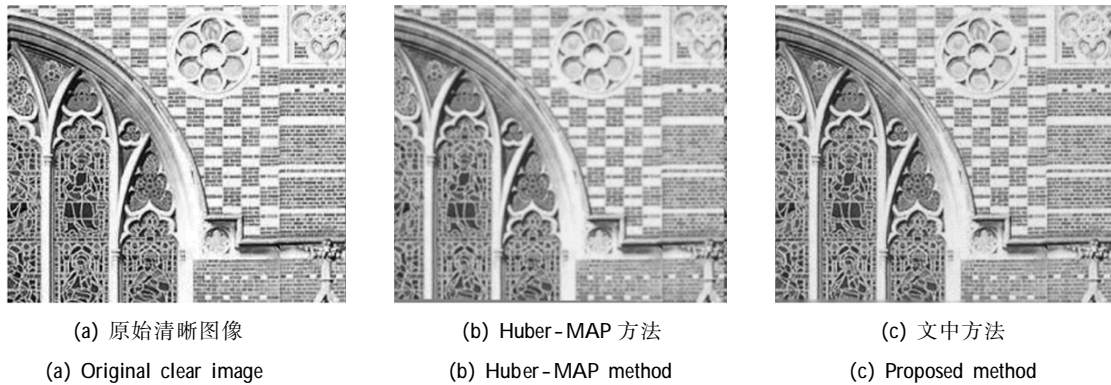 (a) 原始清晰图像
(b) Huber-MAP 方法
(c) 文中方法
(a) Original clear image
(b) Huber-MAP method
(c) Proposed method